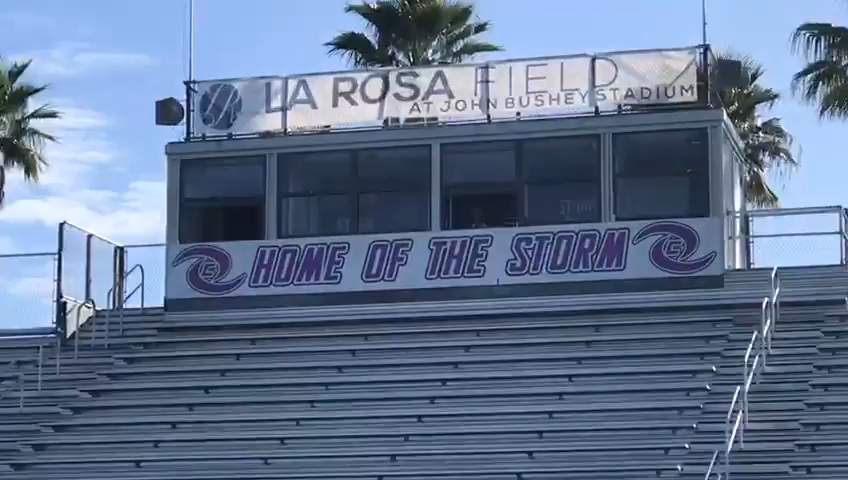 LA ROSA FIELD
AT JOHN BUSHEY STADIUM
C HOME OF THE STORM C